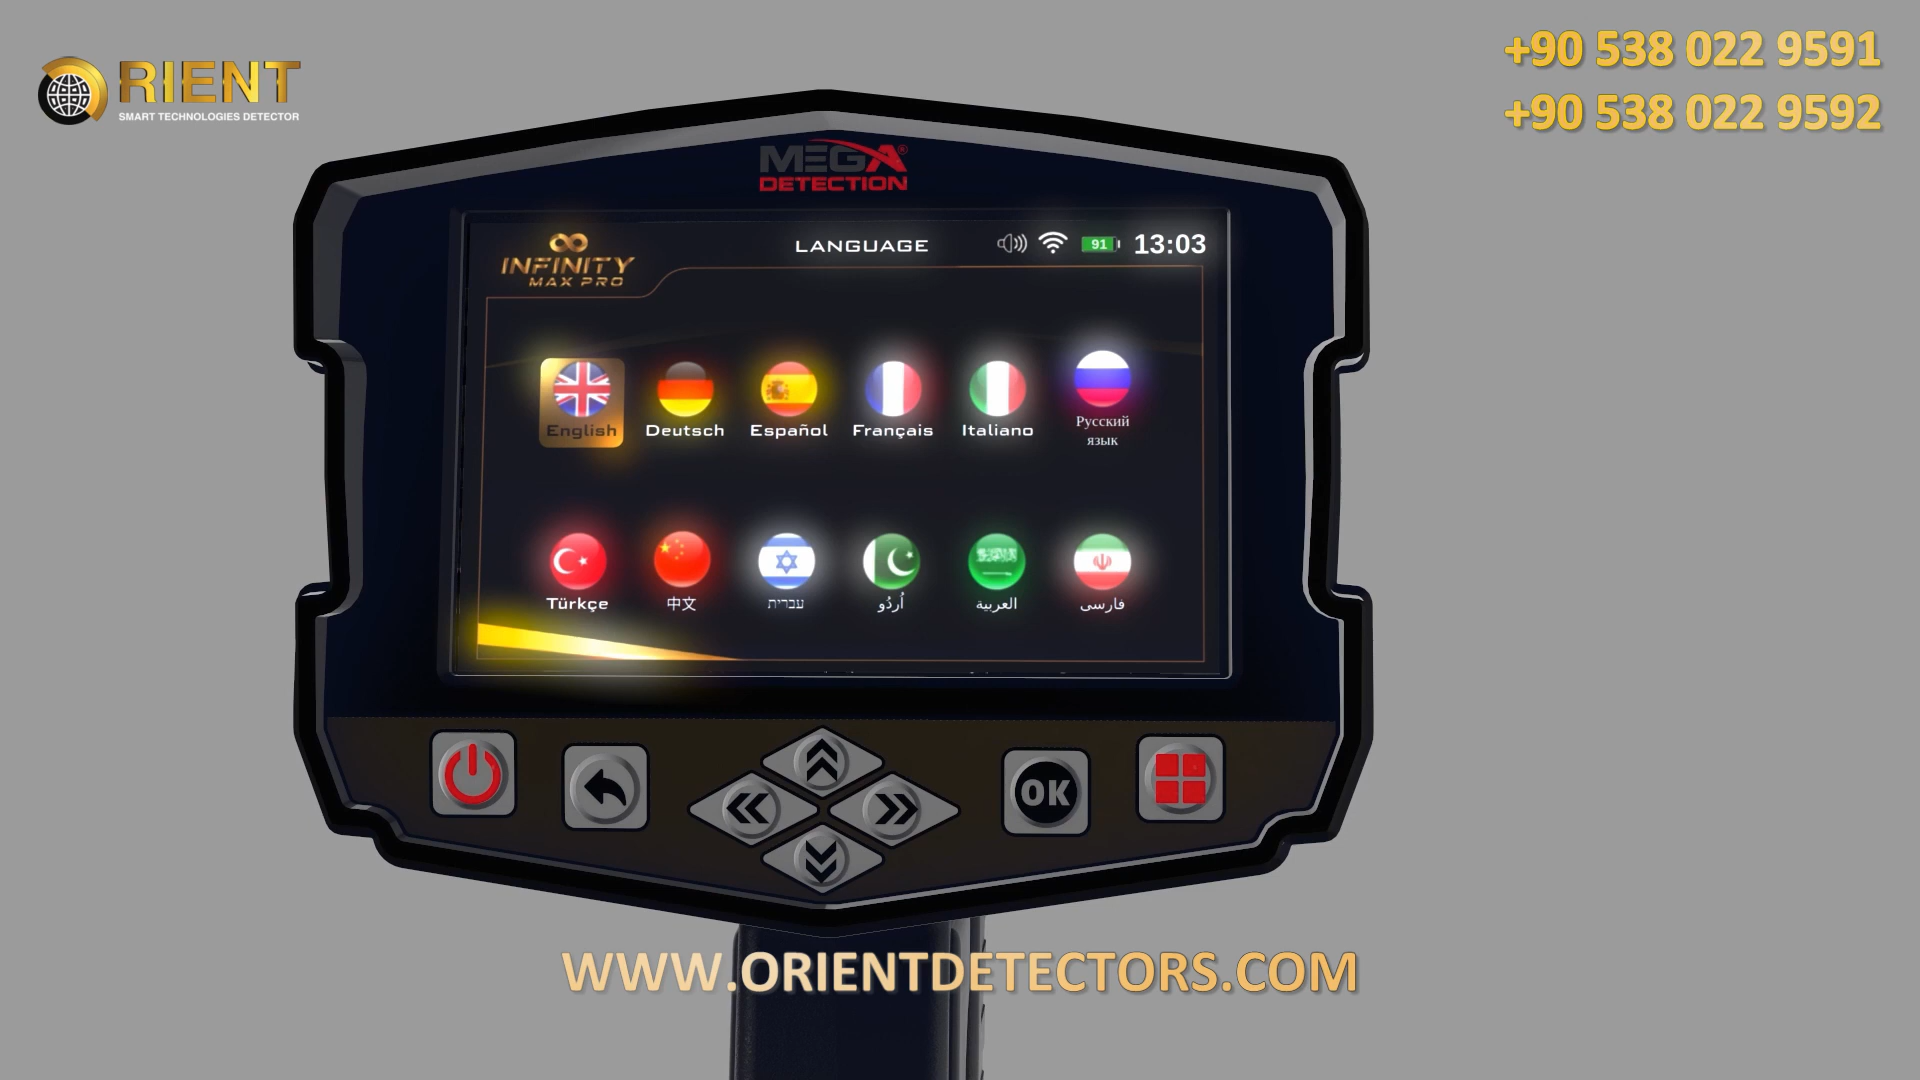 ORIENT
SMART TECHNOLOGIES DETECTOR
+90 538 022 9591
+90 538 022 9592
MEGA®
DETECTION
INFINITY
MAX PRO
LANGUAGE
91
13:03
English
Deutsch
Español
Français
Italiano
Русский
язык
Türkçe
中文
עברית
اُردُو
العربية
فارسی
OK
WWW.ORIENTDETECTORS.COM